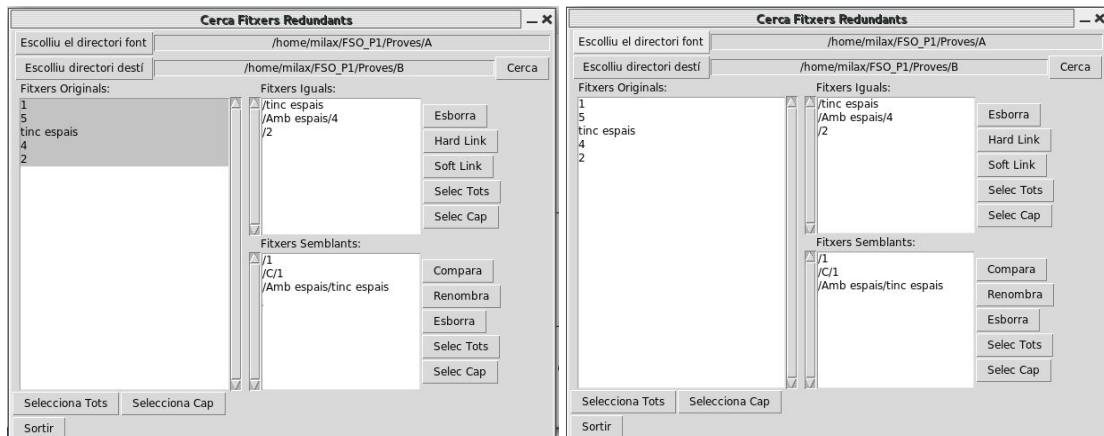 Cerca Fitxers Redundants
Escolliu el directori font
/home/milax/FSO_P1/Proves/A
Escolliu directori destí
/home/milax/FSO_P1/Proves/B
Cerca
Fitxers Originals:
1
5
tinc espais
4
2
Fitxers Iguals:
/tinc espais
/Amb espais/4
/2
Esborra
Hard Link
Soft Link
Selec Tots
Selec Cap
Fitxers Semblants:
/1
/C/1
/Amb espais/tinc espais
Compara
Renombra
Esborra
Selec Tots
Selec Cap
Selecciona Tots
Selecciona Cap
Sortir
Cerca Fitxers Redundants
Escolliu el directori font
/home/milax/FSO_P1/Proves/A
Escolliu directori destí
/home/milax/FSO_P1/Proves/B
Cerca
Fitxers Originals:
1
5
tinc espais
4
2
Fitxers Iguals:
/tinc espais
/Amb espais/4
/2
Esborra
Hard Link
Soft Link
Selec Tots
Selec Cap
Fitxers Semblants:
/1
/C/1
/Amb espais/tinc espais
Compara
Renombra
Esborra
Selec Tots
Selec Cap
Selecciona Tots
Selecciona Cap
Sortir